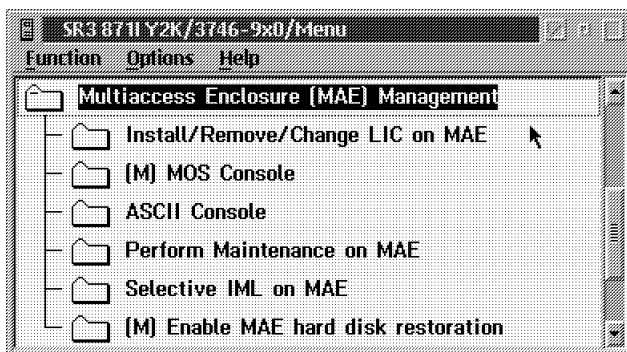 SR3 8711 Y2K/3746-9x0/Menu
Function Options Help
Multiaccess Enclosure (MAE) Management
Install/Remove/Change LIC on MAE
(M) MOS Console
ASCII Console
Perform Maintenance on MAE
Selective IML on MAE
(M) Enable MAE hard disk restoration